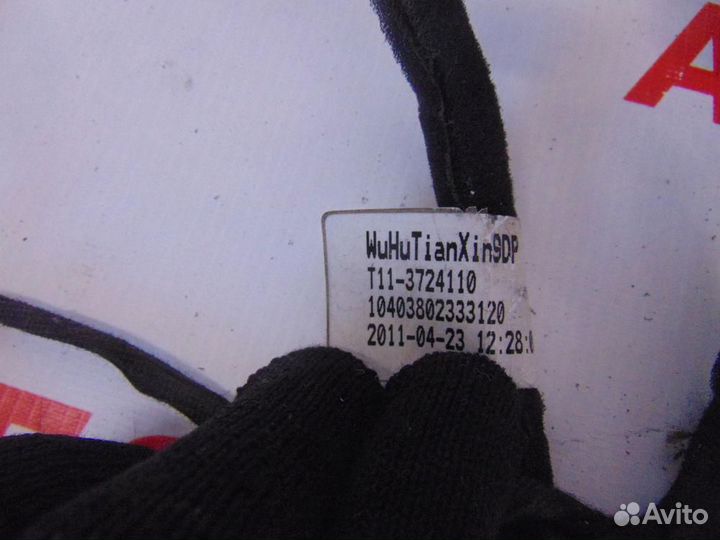 WuHuTianXinSDP
T11-3724110
10403802333120
2011-04-23 12:28:
A
Avito